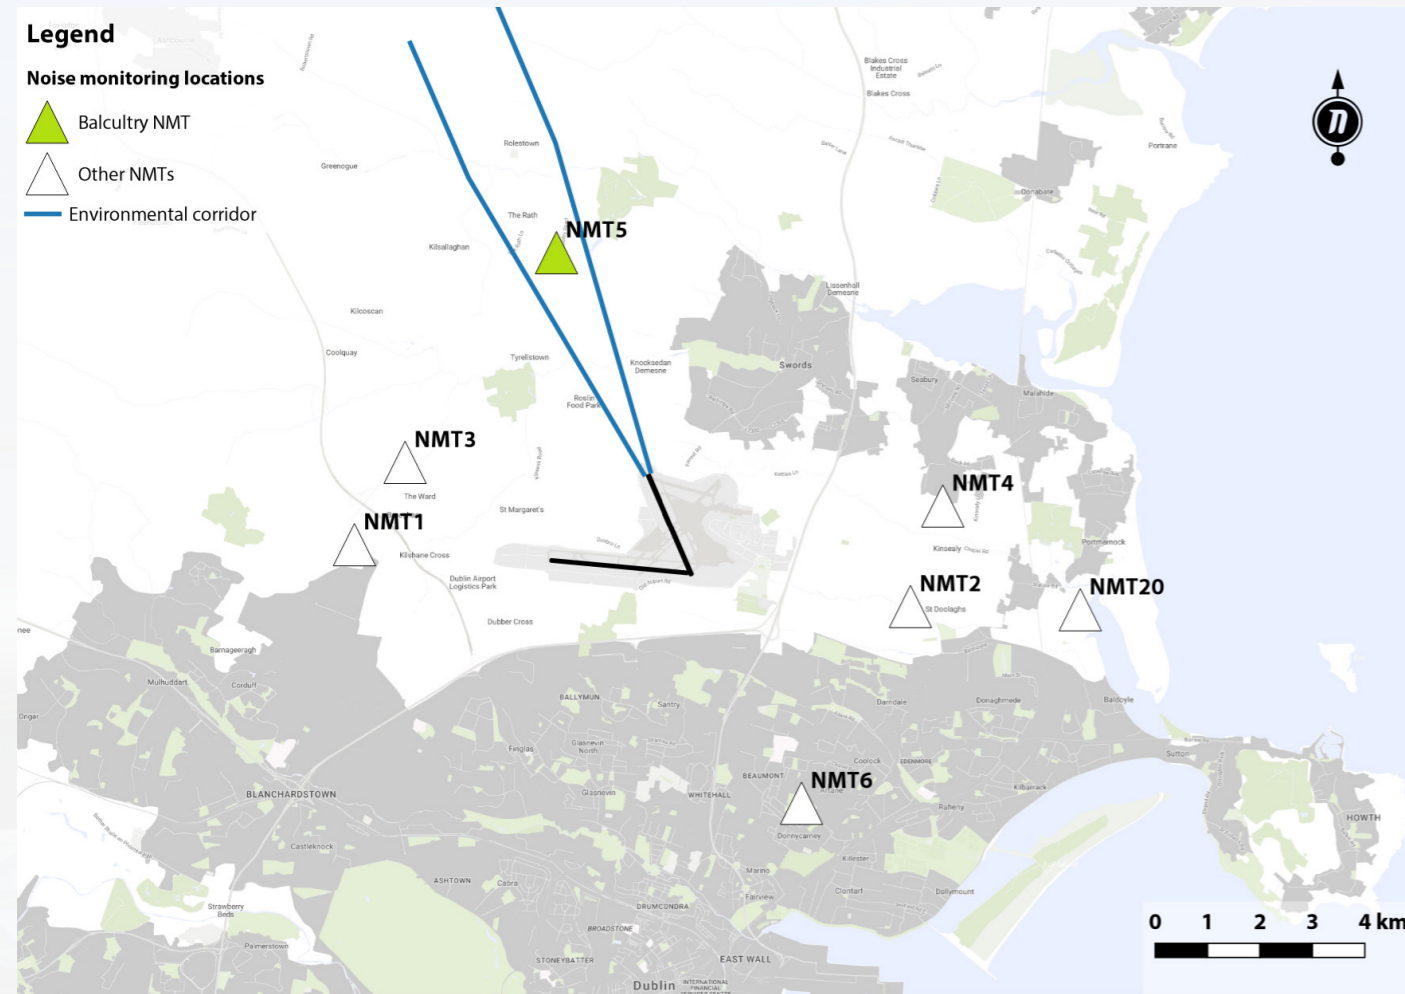 Legend
Noise monitoring locations
Balcultry NMT
Other NMTs
Environmental corridor
n
Blakes Cross
Industrial
Estate
Blakes Cross
Rolestown
Greenogue
Portrane
Donabate
The Rath
NMT5
Kilsallaghan
Lissenhall
Demesne
Kilcoscan
Coolquay
Tyrellstown
Knocksedan
Demesne
Swords
Seabury
Malahide
Roslin
Food Park
NMT3
The Ward
NMT4
St Margaret's
NMT1
Kilshane Cross
Kinsealy
Portmarnock
Dublin Airport
Logistics Park
NMT2
NMT20
St Doolaghs
Dubber Cross
Barnageeragh
Mulhuddart
Corduff
BALLYMUN
Santry
Darndale
Donaghmede
Baldoyle
Ongar
Finglas
Glasnevin
North
Sutton
Coolock
EDENMORE
BEAUMONT
NMT6
Kilbarrack
BLANCHARDSTOWN
Glasnevin
WHITEHALL
Raheny
HOWTH
Donnycarney
Castleknock
Killester
Marino
ASHTOWN
Cabra
Fairview
Clontarf
Dollymount
Strawberry
Beds
DRUMCONDRA
BROADSTONE
Palmerstown
STONEYBATTER
EAST WALL
Dublin
INTERNATIONAL
FINANCIAL
0 1 2 3 4 km